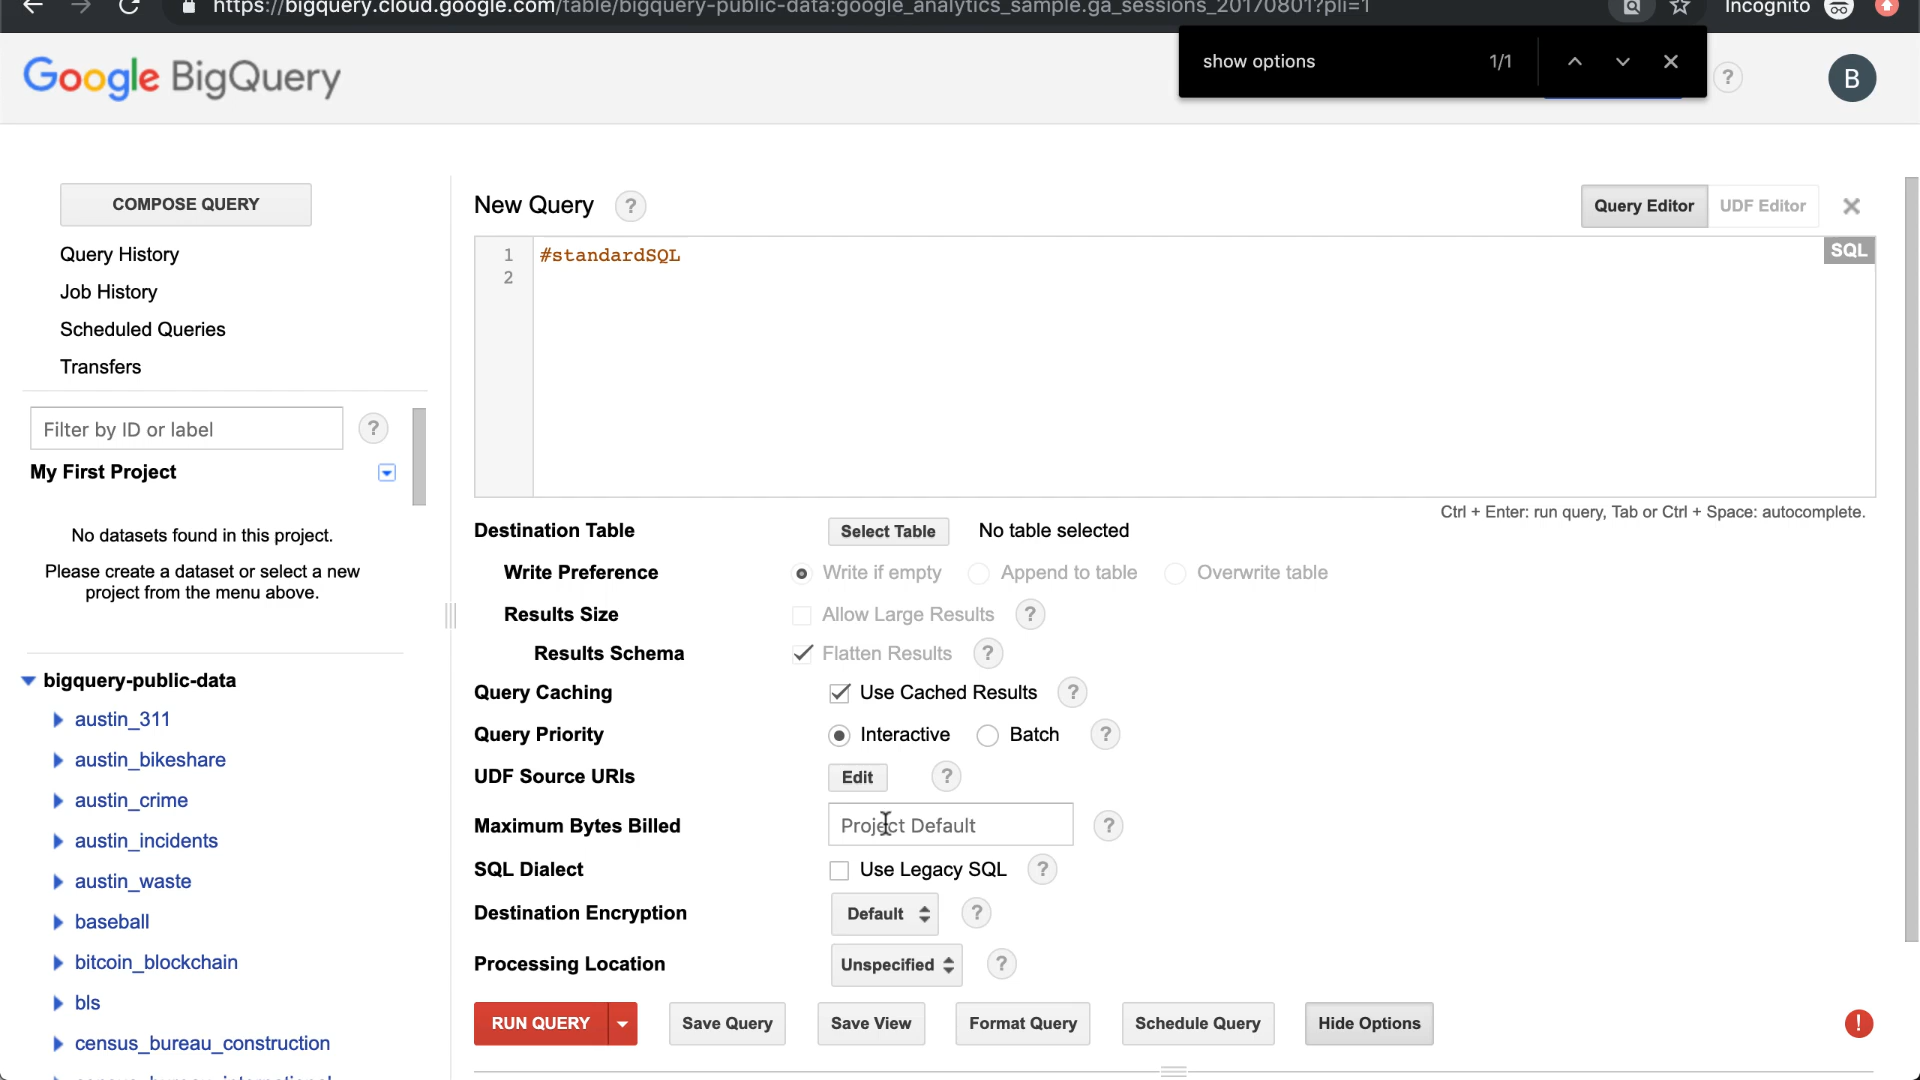 https://bigquery.cloud.google.com/table/bigquery-public-data:google_analytics_sample.ga_sessions_20170801?pli=1
Incognito
show options 1/1
Google BigQuery
?
B
COMPOSE QUERY
Query History
Job History
Scheduled Queries
Transfers
Filter by ID or label
?
My First Project
No datasets found in this project.
Please create a dataset or select a new
project from the menu above.
bigquery-public-data
austin_311
austin_bikeshare
austin_crime
austin_incidents
austin_waste
baseball
bitcoin_blockchain
bls
census_bureau_construction
census_bureau_international
New Query ?
Query Editor
UDF Editor
1 #standardSQL
2
SQL
Ctrl + Enter: run query, Tab or Ctrl + Space: autocomplete.
Destination Table Select Table No table selected
Write Preference Write if empty Append to table Overwrite table
Results Size Allow Large Results ?
Results Schema Flatten Results ?
Query Caching Use Cached Results ?
Query Priority Interactive Batch ?
UDF Source URIs Edit ?
Maximum Bytes Billed Project Default ?
SQL Dialect Use Legacy SQL ?
Destination Encryption Default ?
Processing Location Unspecified ?
RUN QUERY Save Query Save View Format Query Schedule Query Hide Options !